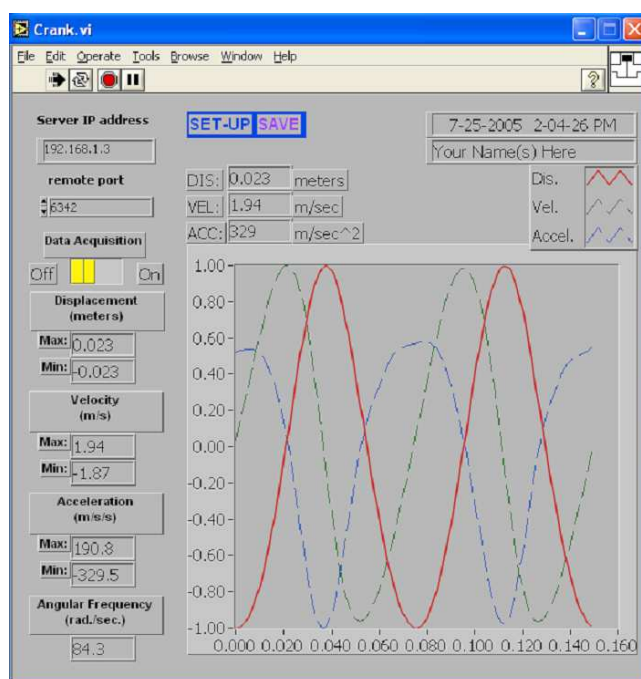 Crank.vi
File Edit Operate Tools Browse Window Help
?
Server IP address
192.168.1.3
remote port
6342
Data Acquisition
Off On
Displacement
(meters)
Max: 0.023
Min: -0.023
Velocity
(m/s)
Max: 1.94
Min: -1.87
Acceleration
(m/s/s)
Max: 190.8
Min: -329.5
Angular Frequency
(rad./sec.)
84.3
SET-UP SAVE
7-25-2005 2-04-26 PM
Your Name(s) Here
DIS: 0.023 meters
VEL: 1.94 m/sec
ACC: 329 m/sec^2
Dis.
Vel.
Accel.
1.00
0.80
0.60
0.40
0.20
0.00
-0.20
-0.40
-0.60
-0.80
-1.00
0.000 0.020 0.040 0.060 0.080 0.100 0.120 0.140 0.160